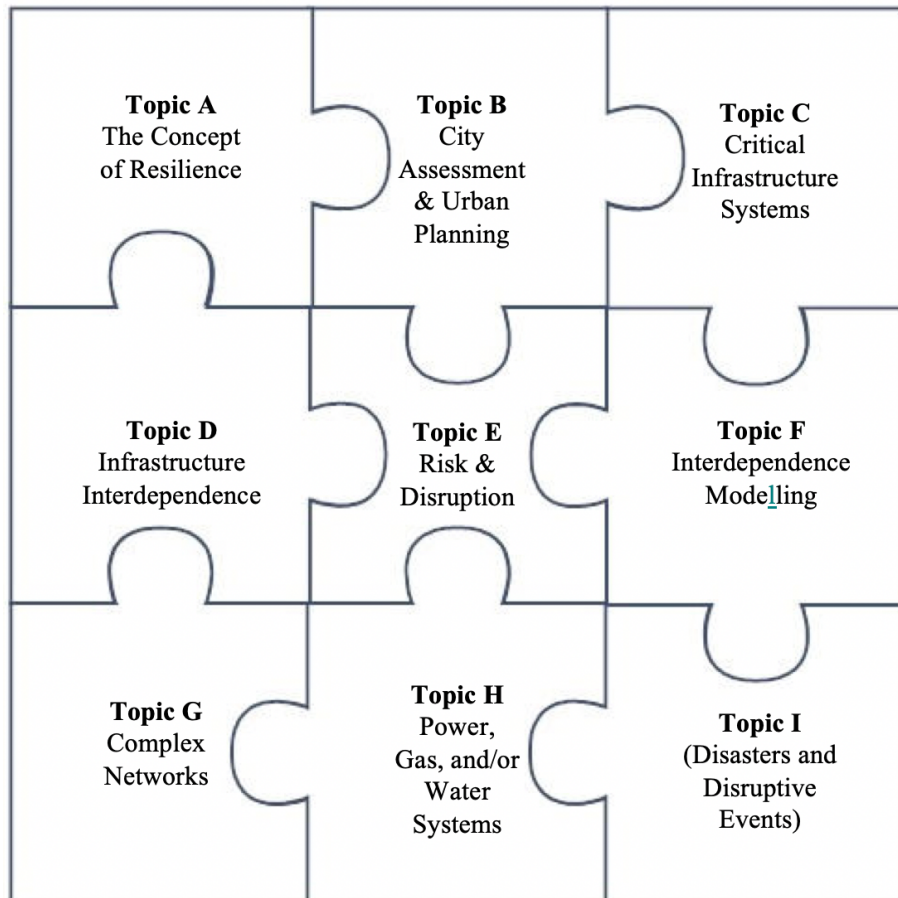 Topic A
The Concept
of Resilience
Topic B
City
Assessment
& Urban
Planning
Topic C
Critical
Infrastructure
Systems
Topic D
Infrastructure
Interdependence
Topic E
Risk &
Disruption
Topic F
Interdependence
Modelling
Topic G
Complex
Networks
Topic H
Power,
Gas, and/or
Water
Systems
Topic I
(Disasters and
Disruptive
Events)